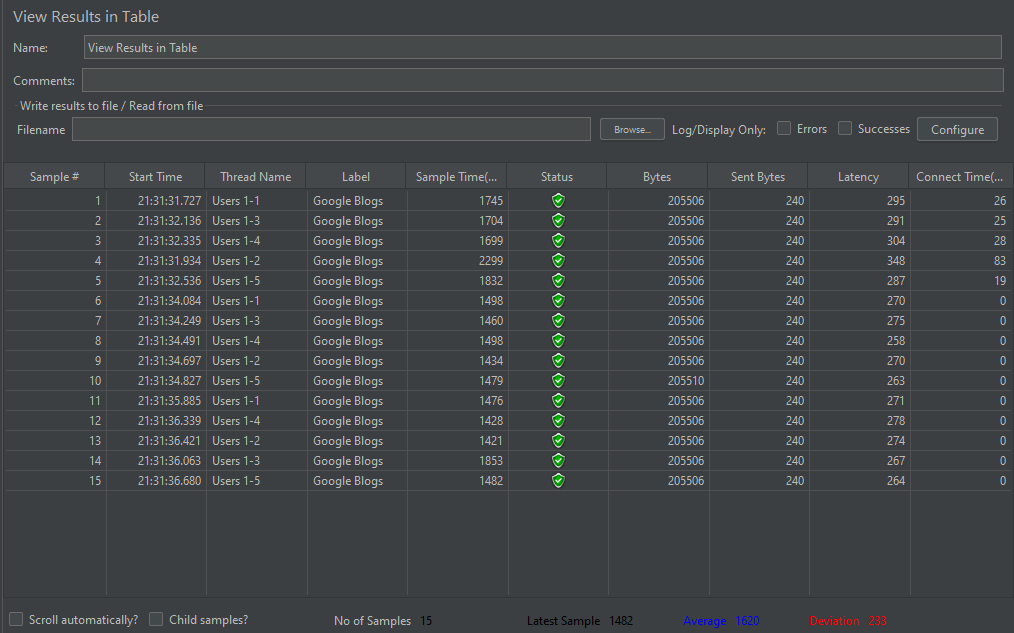 View Results in Table
Name: View Results in Table
Comments:
Write results to file / Read from file
Filename Browse... Log/Display Only: Errors Successes Configure
Sample # Start Time Thread Name Label Sample Time(... Status Bytes Sent Bytes Latency Connect Time(...
1 21:31:31.727 Users 1-1 Google Blogs 1745 205506 240 295 26
2 21:31:32.136 Users 1-3 Google Blogs 1704 205506 240 291 25
3 21:31:32.335 Users 1-4 Google Blogs 1699 205506 240 304 28
4 21:31:31.934 Users 1-2 Google Blogs 2299 205506 240 348 83
5 21:31:32.536 Users 1-5 Google Blogs 1832 205506 240 287 19
6 21:31:34.084 Users 1-1 Google Blogs 1498 205506 240 270 0
7 21:31:34.249 Users 1-3 Google Blogs 1460 205506 240 275 0
8 21:31:34.491 Users 1-4 Google Blogs 1498 205506 240 258 0
9 21:31:34.697 Users 1-2 Google Blogs 1434 205506 240 270 0
10 21:31:34.827 Users 1-5 Google Blogs 1479 205510 240 263 0
11 21:31:35.885 Users 1-1 Google Blogs 1476 205506 240 271 0
12 21:31:36.339 Users 1-4 Google Blogs 1428 205506 240 278 0
13 21:31:36.421 Users 1-2 Google Blogs 1421 205506 240 274 0
14 21:31:36.063 Users 1-3 Google Blogs 1853 205506 240 267 0
15 21:31:36.680 Users 1-5 Google Blogs 1482 205506 240 264 0
Scroll automatically? Child samples? No of Samples 15 Latest Sample 1482 Average 1620 Deviation 233